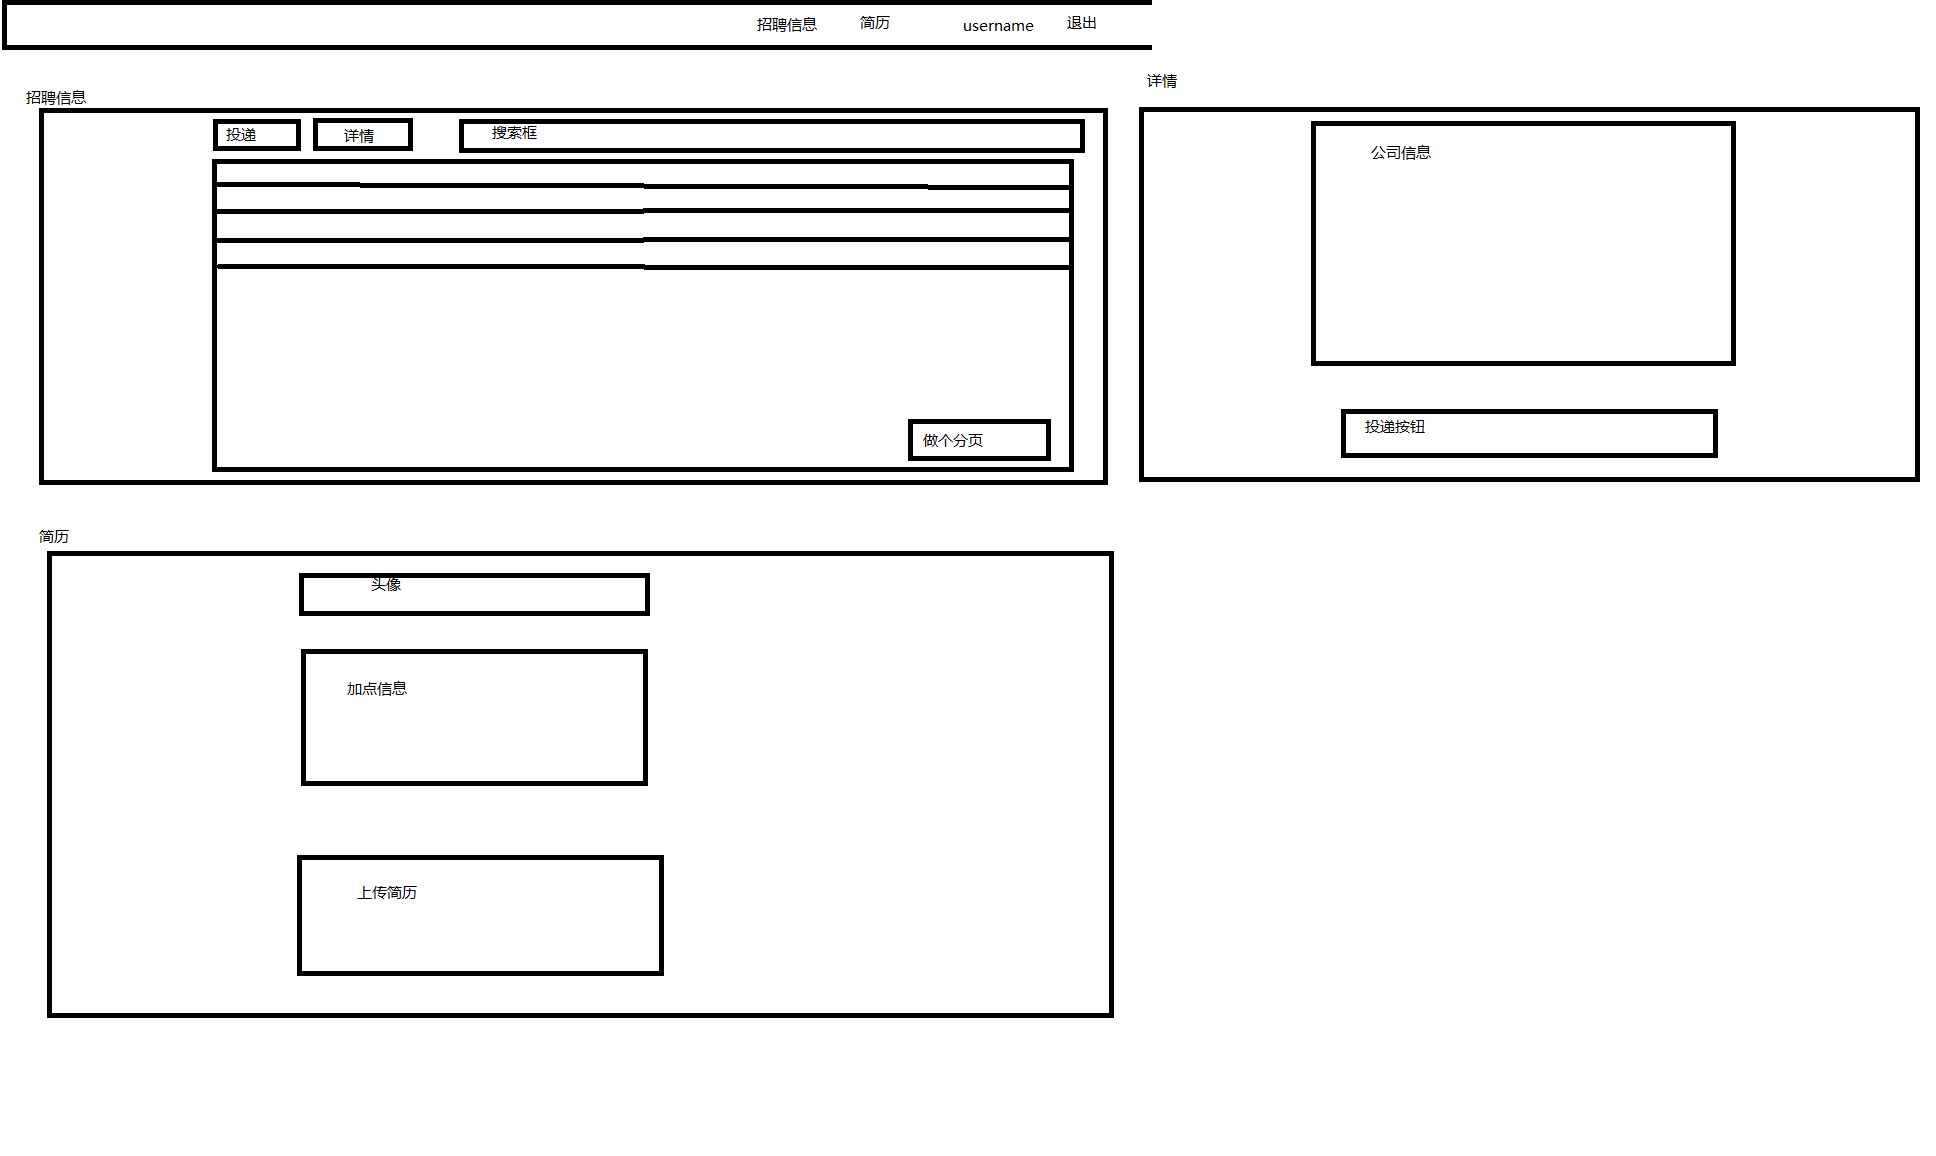 招聘信息 简历 username 退出
招聘信息
投递 详情 搜索框
做个分页
详情
公司信息
投递按钮
简历
头像
加点信息
上传简历